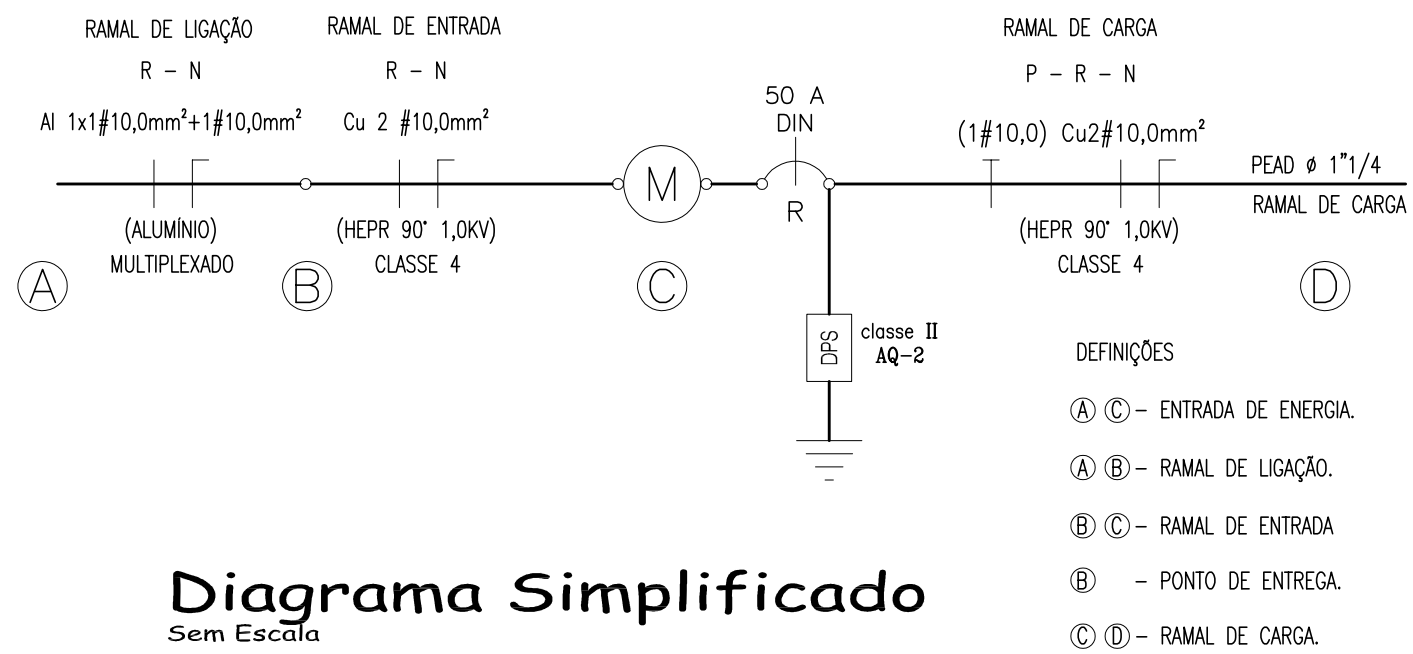 RAMAL DE LIGAÇÃO
R - N
Al 1x1#10,0mm²+1#10,0mm²
(ALUMÍNIO)
MULTIPLEXADO
RAMAL DE ENTRADA
R - N
Cu 2 #10,0mm²
(HEPR 90° 1,0KV)
CLASSE 4
M
50 A
DIN
R
DPS
classe II
AQ-2
RAMAL DE CARGA
P - R - N
(1#10,0) Cu2#10,0mm²
(HEPR 90° 1,0KV)
CLASSE 4
PEAD ø 1"1/4
RAMAL DE CARGA
A
B
C
D
DEFINIÇÕES
A C - ENTRADA DE ENERGIA.
A B - RAMAL DE LIGAÇÃO.
B C - RAMAL DE ENTRADA
B - PONTO DE ENTREGA.
C D - RAMAL DE CARGA.
Diagrama Simplificado
Sem Escala